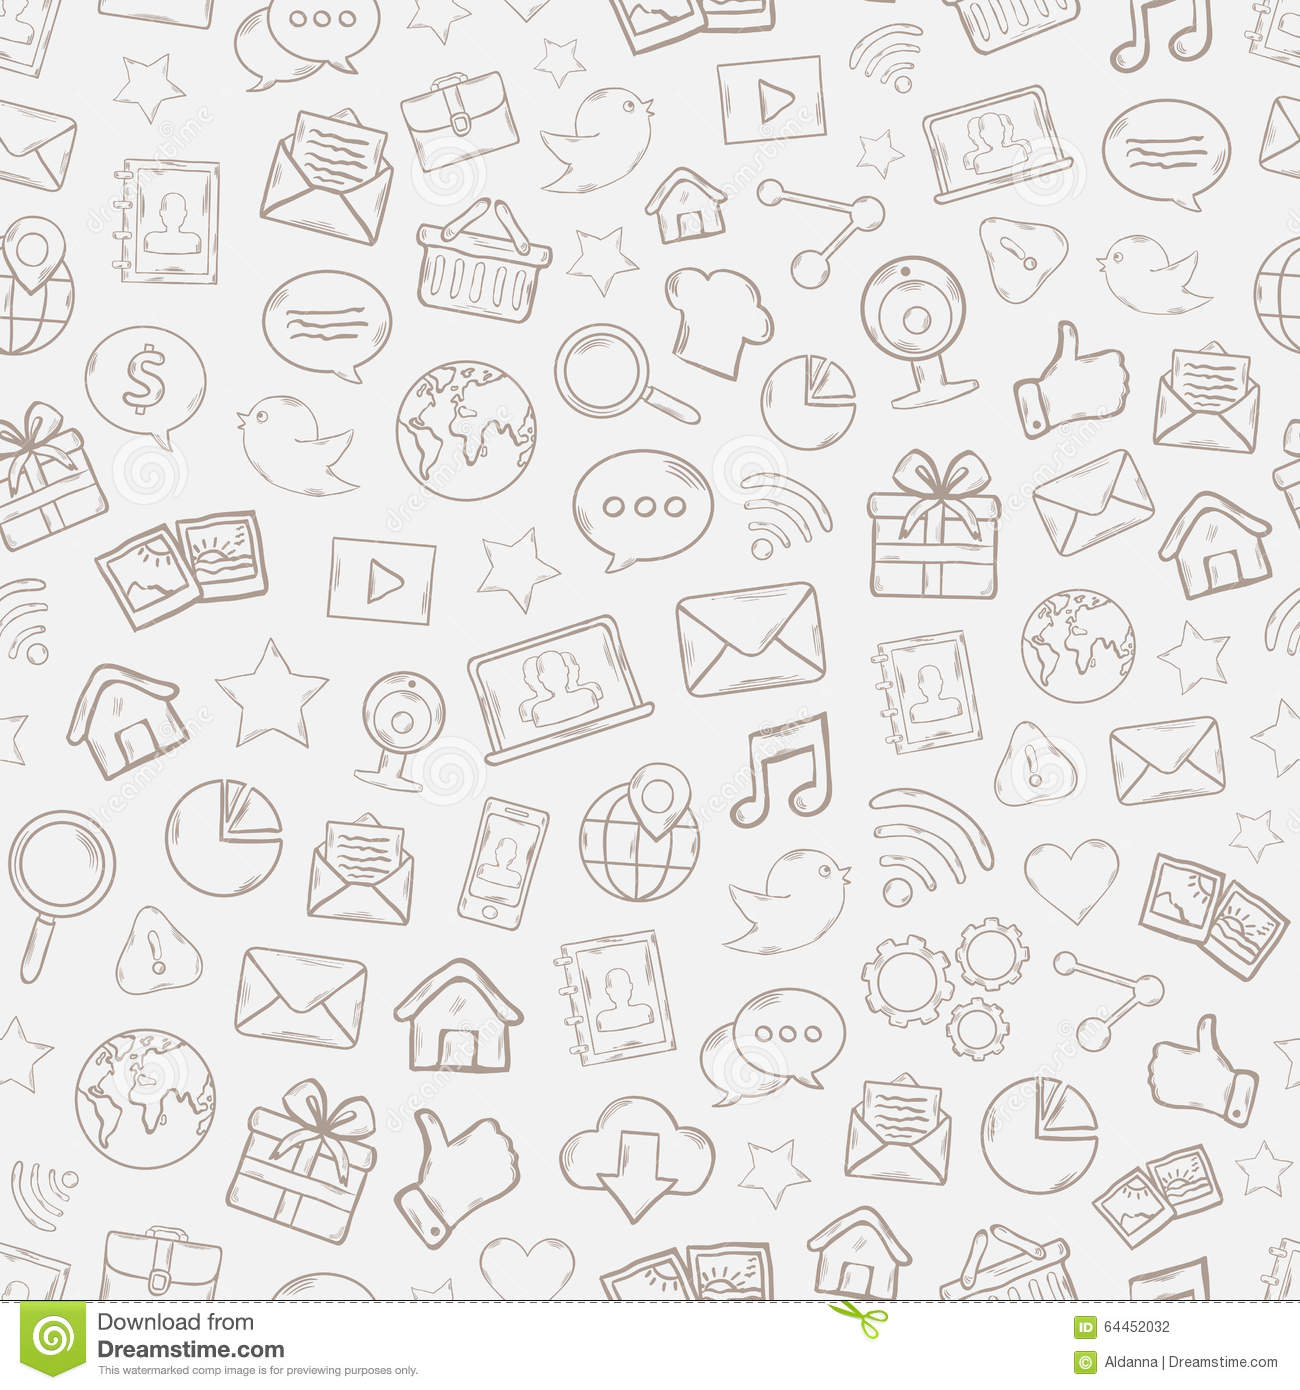 $
Download from
Dreamstime.com
This watermarked comp image is for previewing purposes only.
ID 64452032
© Aldanna | Dreamstime.com